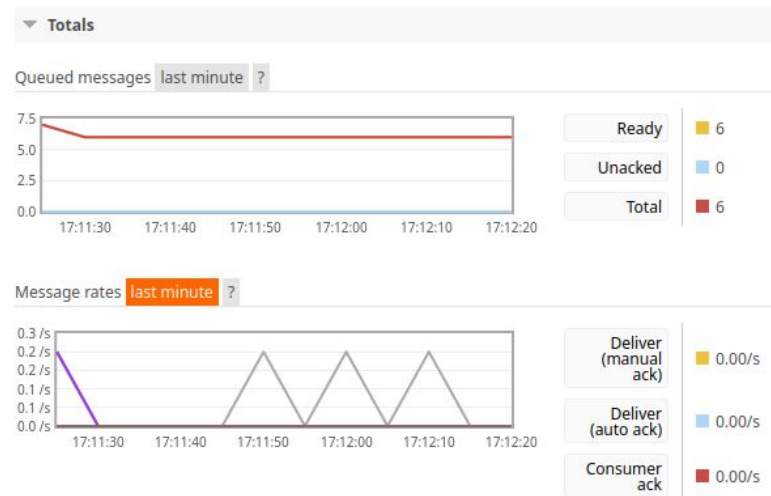 Totals
Queued messages last minute ?
7.5
5.0
2.5
0.0
17:11:30 17:11:40 17:11:50 17:12:00 17:12:10 17:12:20
Ready 6
Unacked 0
Total 6
Message rates last minute ?
0.3 /s
0.2 /s
0.2 /s
0.1 /s
0.1 /s
0.0 /s
17:11:30 17:11:40 17:11:50 17:12:00 17:12:10 17:12:20
Deliver
(manual 0.00/s
ack)
Deliver
(auto ack) 0.00/s
Consumer
ack 0.00/s